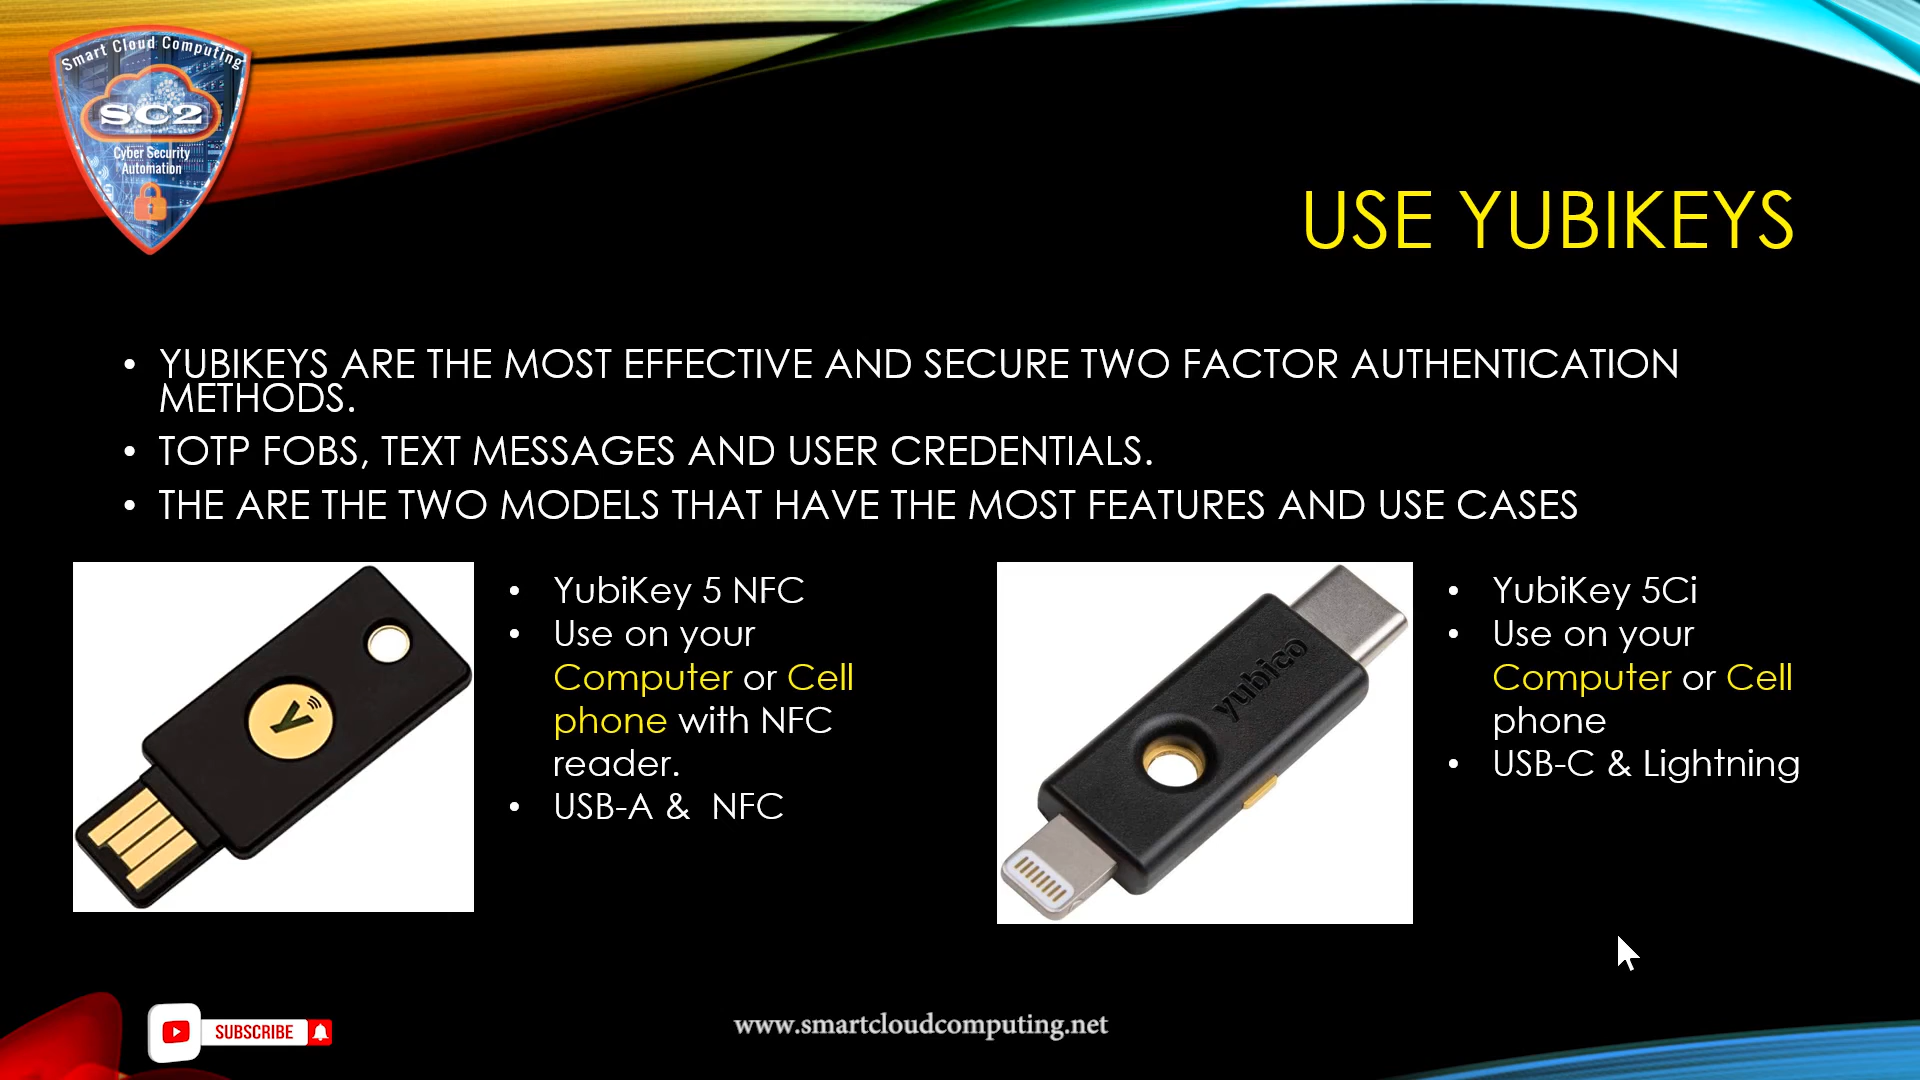 Smart Cloud Computing
SC2
Cyber Security
Automation
USE YUBIKEYS
• YUBIKEYS ARE THE MOST EFFECTIVE AND SECURE TWO FACTOR AUTHENTICATION
METHODS.
• TOTP FOBS, TEXT MESSAGES AND USER CREDENTIALS.
• THE ARE THE TWO MODELS THAT HAVE THE MOST FEATURES AND USE CASES
y
• YubiKey 5 NFC
• Use on your
Computer or Cell
phone with NFC
reader.
• USB-A & NFC
yubico
• YubiKey 5Ci
• Use on your
Computer or Cell
phone
• USB-C & Lightning
SUBSCRIBE
www.smartcloudcomputing.net